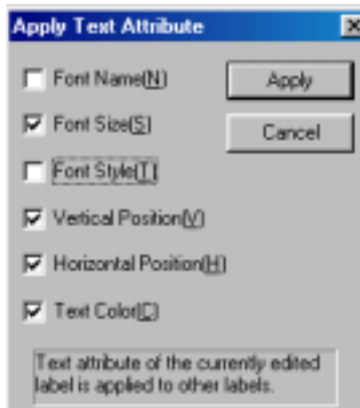 Apply Text Attribute
Font Name(N)
Apply
Font Size(S)
Cancel
Font Style(T)
Vertical Position(V)
Horizontal Position(H)
Text Color(C)
Text attribute of the currently edited
label is applied to other labels.